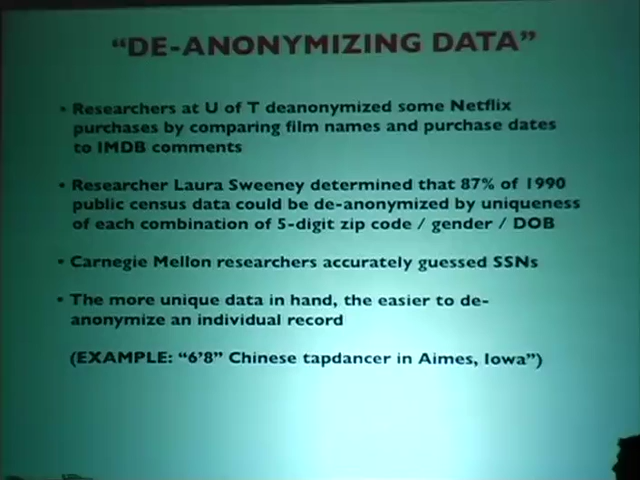 "DE-ANONYMIZING DATA"
• Researchers at U of T deanonymized some Netflix
purchases by comparing film names and purchase dates
to IMDB comments
• Researcher Laura Sweeney determined that 87% of 1990
public census data could be de-anonymized by uniqueness
of each combination of 5-digit zip code / gender / DOB
• Carnegie Mellon researchers accurately guessed SSNs
• The more unique data in hand, the easier to de-
anonymize an individual record
(EXAMPLE: "6'8" Chinese tapdancer in Aimes, Iowa")